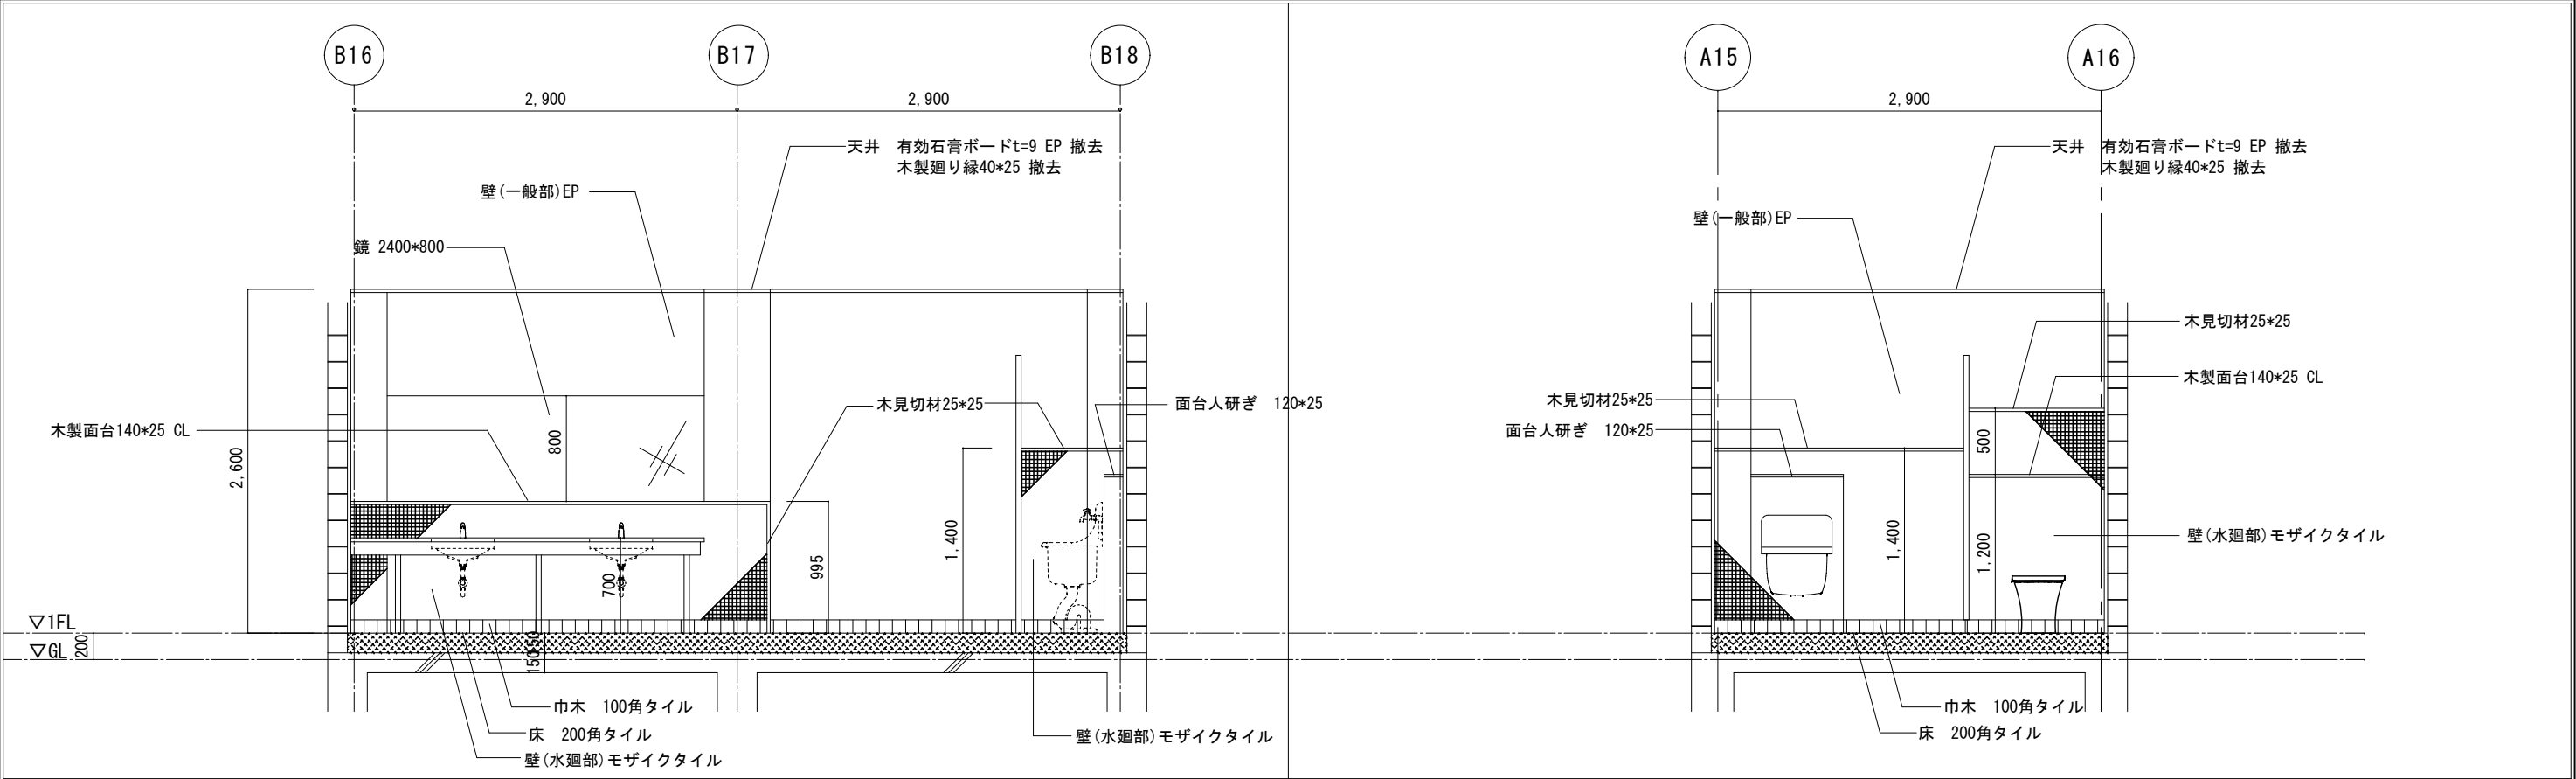 B16
B17
B18
2,900
2,900
天井　有効石膏ボードt=9 EP 撤去
木製廻り縁40*25 撤去
壁(一般部)EP
鏡 2400*800
木見切材25*25
面台人研ぎ　120*25
木製面台140*25 CL
2,600
800
995
1,400
700
▽1FL
▽GL
200
巾木　100角タイル
床　200角タイル
壁(水廻部)モザイクタイル
壁(水廻部)モザイクタイル
A15
A16
2,900
天井　有効石膏ボードt=9 EP 撤去
木製廻り縁40*25 撤去
壁(一般部)EP
木見切材25*25
木製面台140*25 CL
木見切材25*25
面台人研ぎ　120*25
500
1,400
1,200
壁(水廻部)モザイクタイル
巾木　100角タイル
床　200角タイル